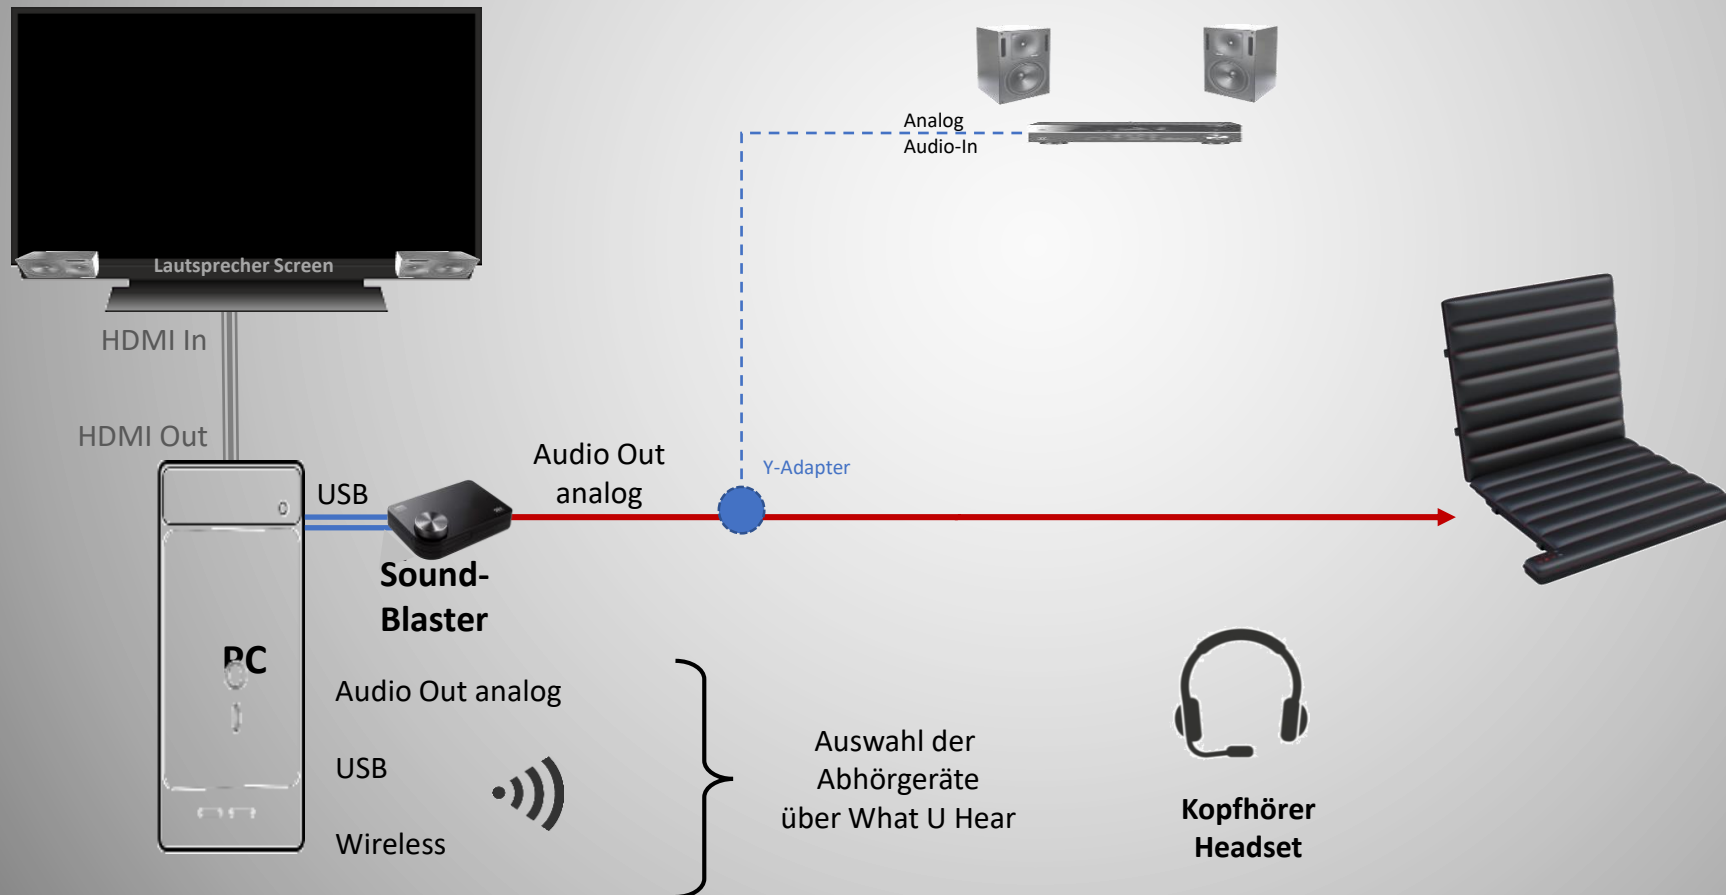 Analog
Audio-In
Lautsprecher Screen
HDMI In
HDMI Out
Audio Out
analog
Y-Adapter
USB
Sound-
Blaster
PC
Audio Out analog
USB
Wireless
Auswahl der
Abhörgeräte
über What U Hear
Kopfhörer
Headset